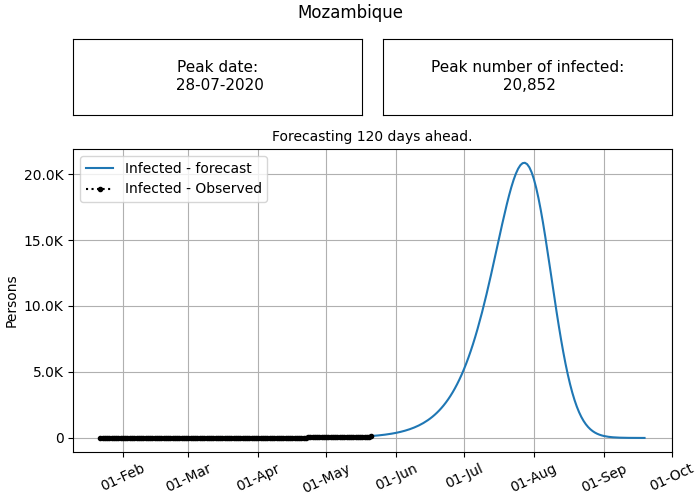 Mozambique
Peak date:
28-07-2020
Peak number of infected:
20,852
Forecasting 120 days ahead.
Infected - forecast
Infected - Observed
Persons
20.0K
15.0K
10.0K
5.0K
0
01-Feb
01-Mar
01-Apr
01-May
01-Jun
01-Jul
01-Aug
01-Sep
01-Oct